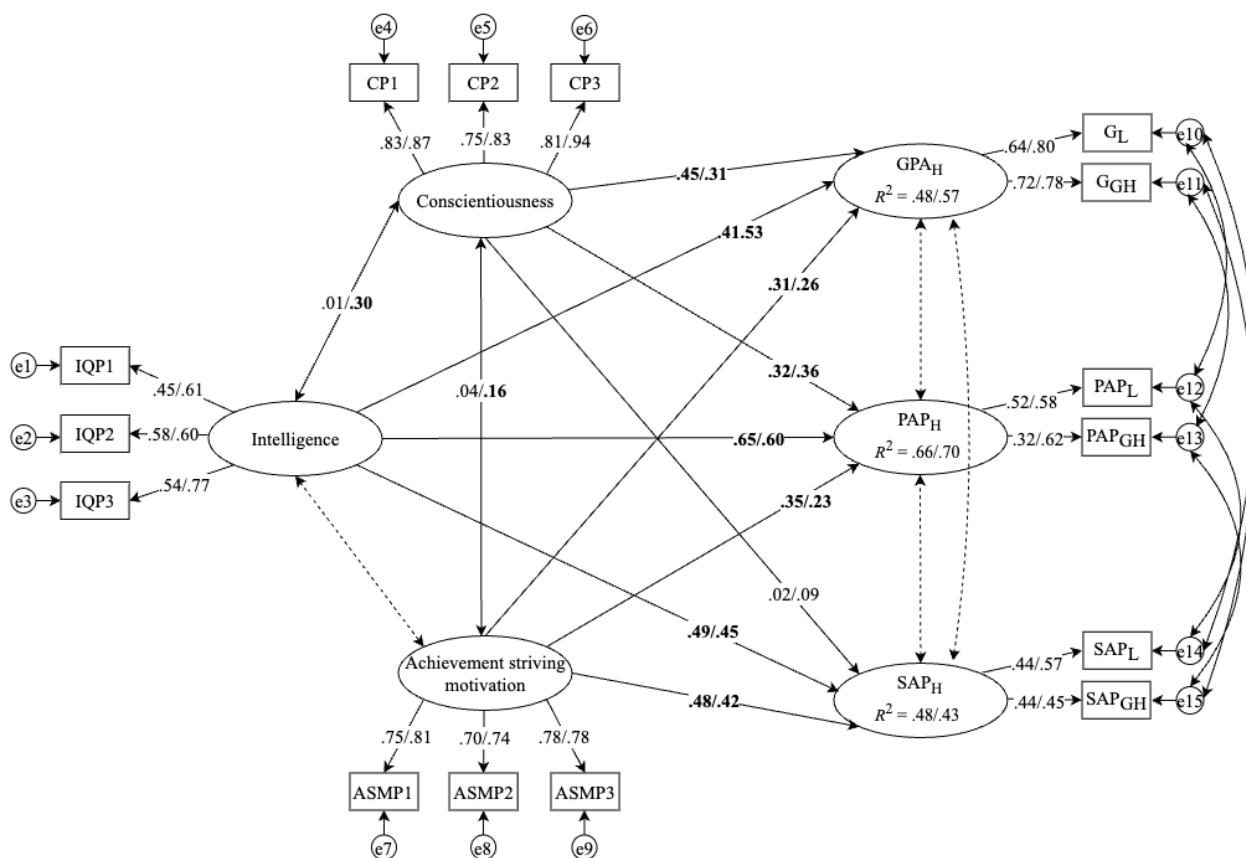 e4
e5
e6
CP1
CP2
CP3
.83/.87
.75/.83
.81/.94
Conscientiousness
.45/.31
GPAH
R² = .48/.57
.64/.80
GL
e10
.72/.78
GGH
e11
.41.53
.01/.30
.31/.26
e1
IQP1
.45/.61
.04/.16
.32/.36
e2
IQP2
.58/.60
Intelligence
.65/.60
PAPH
R² = .66/.70
.52/.58
PAPL
e12
.32/.62
PAPGH
e13
e3
IQP3
.54/.77
.35/.23
.02/.09
.49/.45
Achievement striving
motivation
.48/.42
SAPH
R² = .48/.43
.44/.57
SAPL
e14
.44/.45
SAPGH
e15
.75/.81
.70/.74
.78/.78
ASMP1
ASMP2
ASMP3
e7
e8
e9